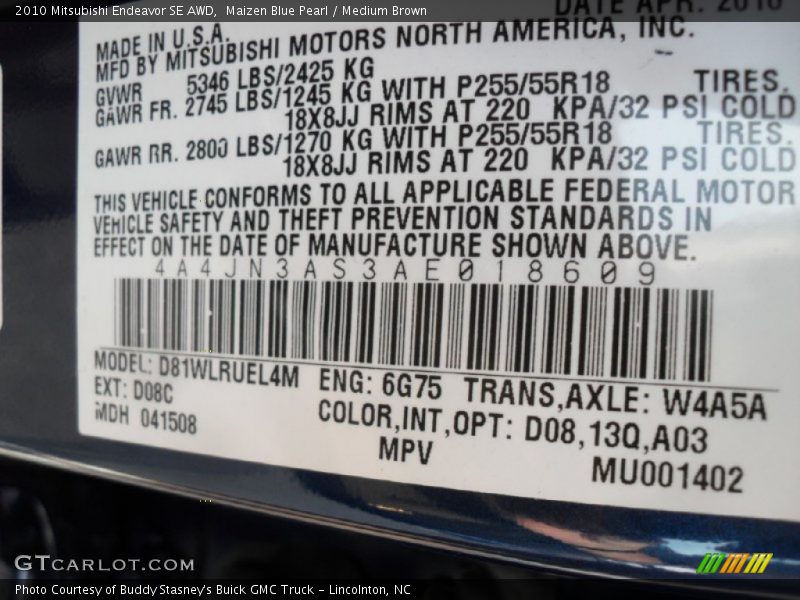 2010 Mitsubishi Endeavor SE AWD,  Maizen Blue Pearl / Medium Brown
DATE APR. 2010
MADE IN U.S.A.
MFD BY MITSUBISHI MOTORS NORTH AMERICA, INC.
GVWR 5346 LBS/2425 KG
GAWR FR. 2745 LBS/1245 KG WITH P255/55R18 TIRES.
18X8JJ RIMS AT 220 KPA/32 PSI COLD
GAWR RR. 2800 LBS/1270 KG WITH P255/55R18 TIRES.
18X8JJ RIMS AT 220 KPA/32 PSI COLD
THIS VEHICLE CONFORMS TO ALL APPLICABLE FEDERAL MOTOR
VEHICLE SAFETY AND THEFT PREVENTION STANDARDS IN
EFFECT ON THE DATE OF MANUFACTURE SHOWN ABOVE.
4A4JN3AS3AE018609
MODEL: D81WLRUEL4M ENG: 6G75 TRANS,AXLE: W4A5A
EXT: D08C COLOR,INT,OPT: D08,13Q,A03
MDH 041508 MPV MU001402
GTCARLOT.COM
Photo Courtesy of Buddy Stasney's Buick GMC Truck - Lincolnton, NC